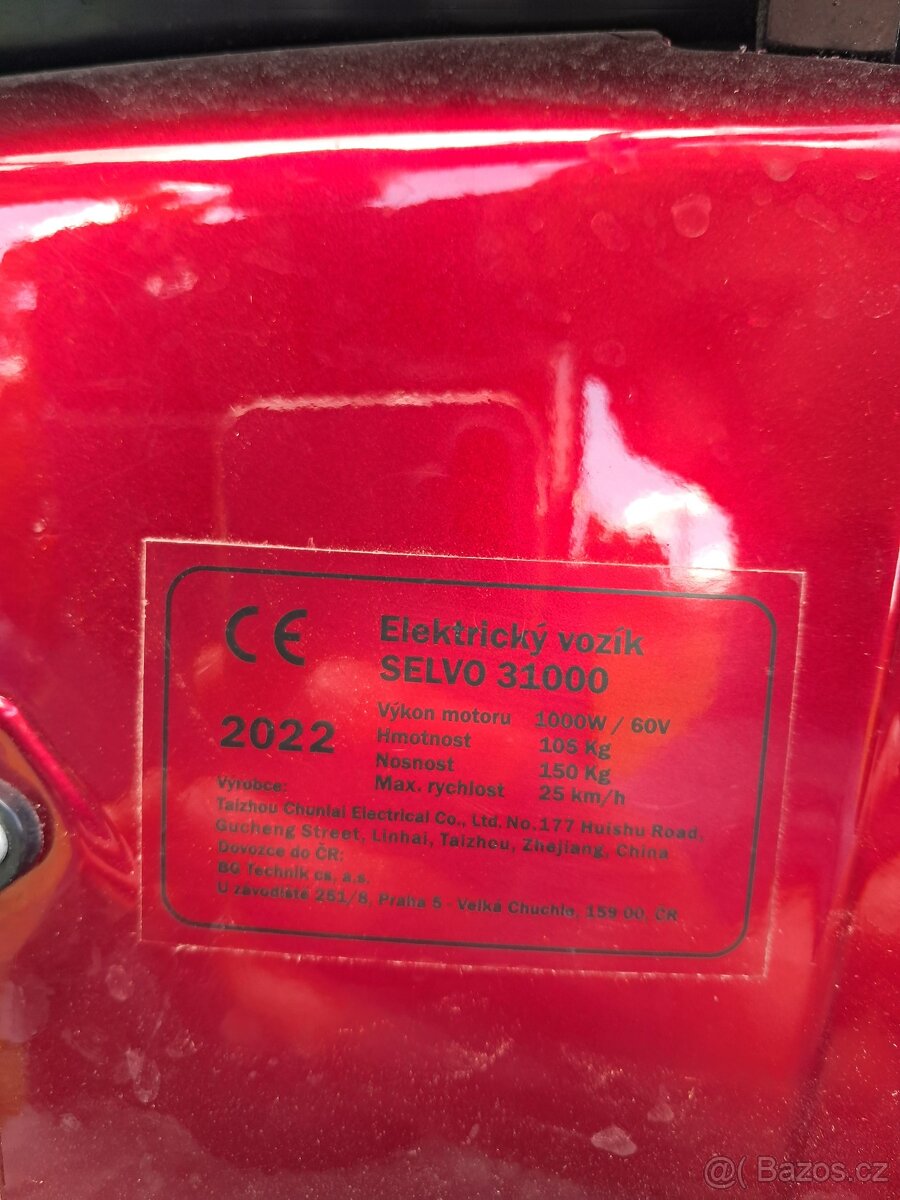 CE
Elektrický vozík
SELVO 31000
2022
Výkon motoru 1000W / 60V
Hmotnost 105 Kg
Nosnost 150 Kg
Max. rychlost 25 km/h
Výrobce:
Taizhou Chunlai Electrical Co., Ltd. No.177 Huishu Road,
Gucheng Street, Linhai, Taizhou, Zhejiang, China
Dovozce do ČR:
BG Technik cs, a.s.
U závodiště 251/8, Praha 5 - Velká Chuchle, 159 00, ČR
@( Bazos.cz